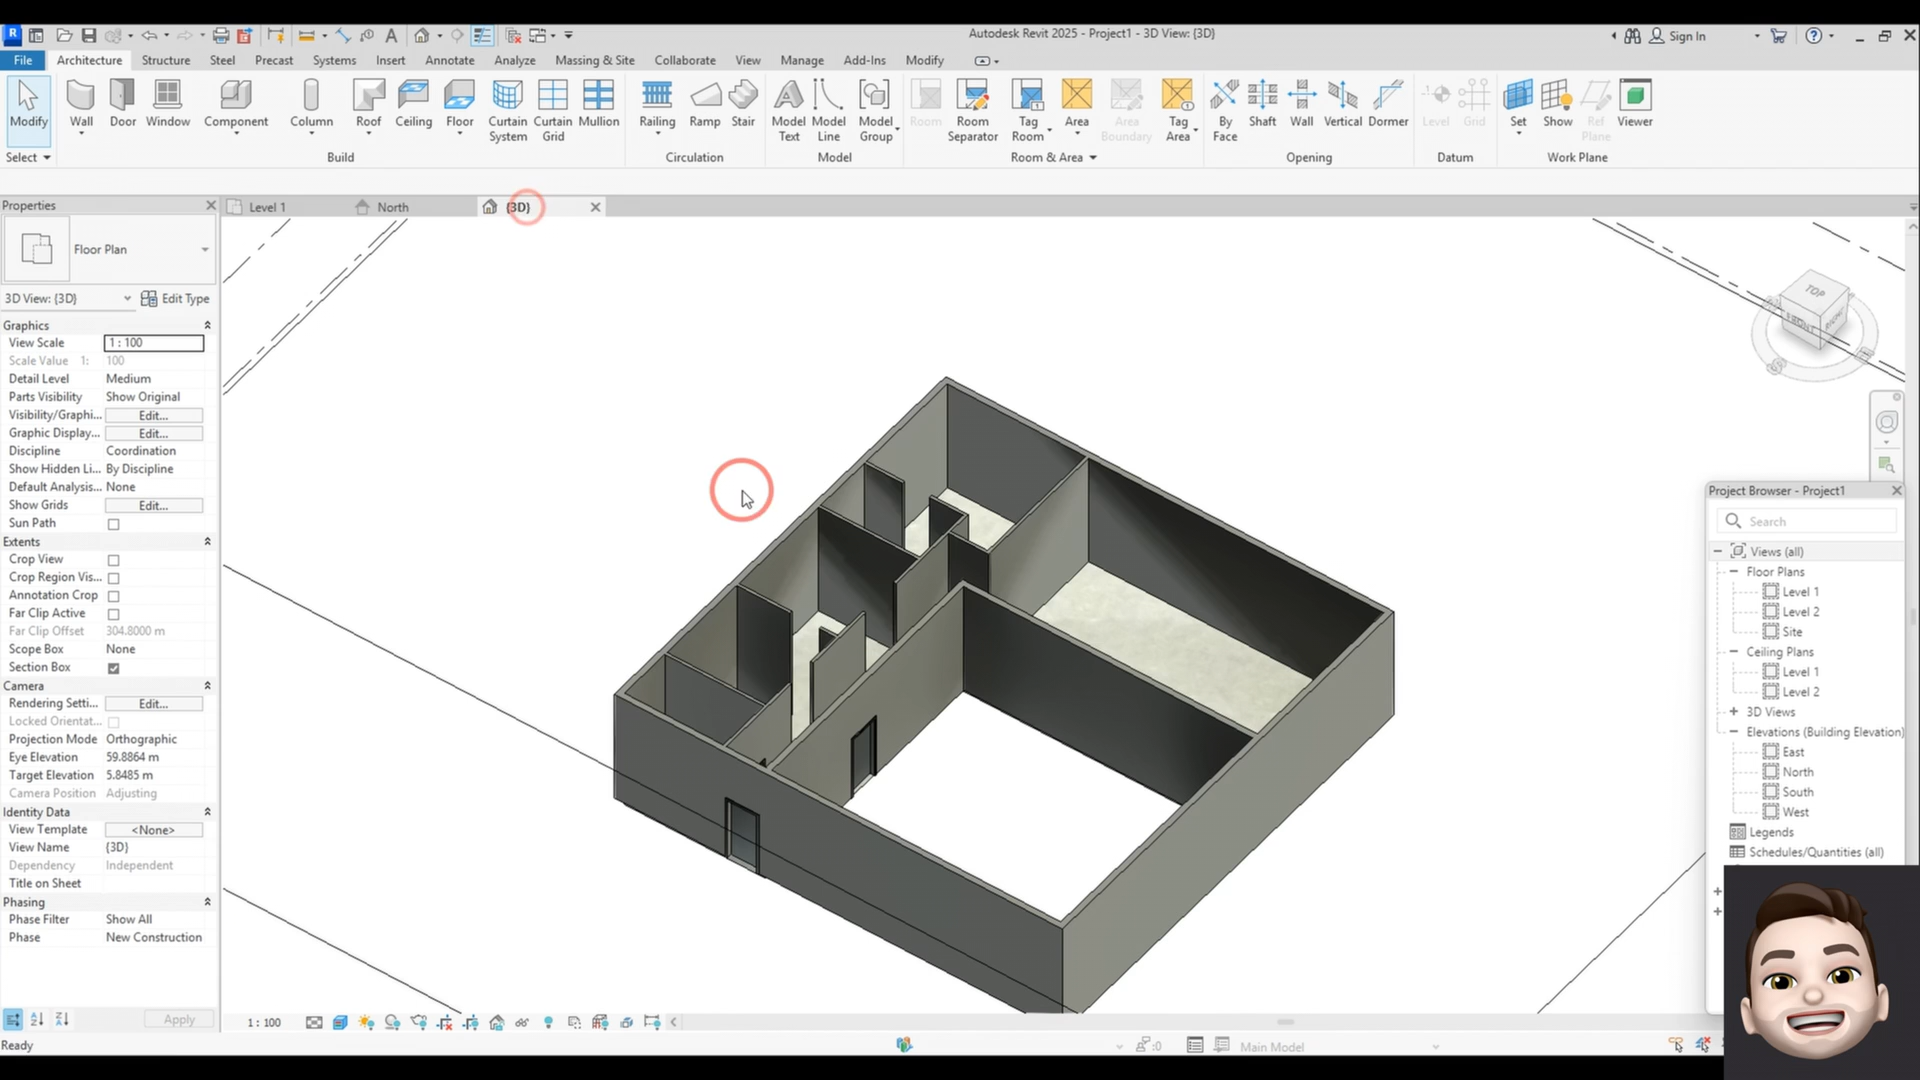 Autodesk Revit 2025 - Project1 - 3D View: {3D}
Sign In
File Architecture Structure Steel Precast Systems Insert Annotate Analyze Massing & Site Collaborate View Manage Add-Ins Modify
Modify Wall Door Window Component Column Roof Ceiling Floor Curtain System Curtain Grid Mullion Railing Ramp Stair Model Text Model Line Model Group Room Room Separator Tag Room Area Area Boundary Tag Area By Face Shaft Wall Vertical Dormer Level Grid Set Show Ref Plane Viewer
Select Build Circulation Model Room & Area Opening Datum Work Plane
Properties
Level 1
North
{3D}
Floor Plan
3D View: {3D}
Edit Type
Graphics
View Scale 1 : 100
Scale Value 1: 100
Detail Level Medium
Parts Visibility Show Original
Visibility/Graphi... Edit...
Graphic Display... Edit...
Discipline Coordination
Show Hidden Li... By Discipline
Default Analysis... None
Show Grids Edit...
Sun Path
Extents
Crop View
Crop Region Vis...
Annotation Crop
Far Clip Active
Far Clip Offset 304.8000 m
Scope Box None
Section Box
Camera
Rendering Setti... Edit...
Locked Orientat...
Projection Mode Orthographic
Eye Elevation 59.8864 m
Target Elevation 5.8485 m
Camera Position Adjusting
Identity Data
View Template <None>
View Name {3D}
Dependency Independent
Title on Sheet
Phasing
Phase Filter Show All
Phase New Construction
Apply
TOP
FRONT
RIGHT
Project Browser - Project1
Search
Views (all)
Floor Plans
Level 1
Level 2
Site
Ceiling Plans
Level 1
Level 2
3D Views
Elevations (Building Elevation)
East
North
South
West
Legends
Schedules/Quantities (all)
1 : 100
Ready
:0
Main Model